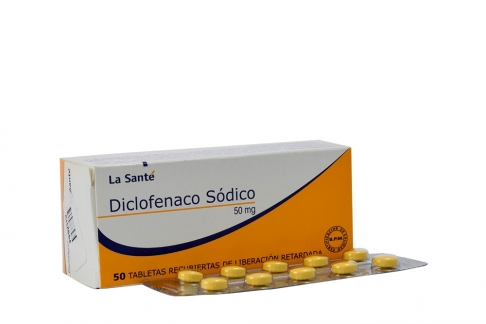 La Santé
Diclofenaco Sódico
50 mg
50 TABLETAS RECUBIERTAS DE LIBERACIÓN RETARDADA